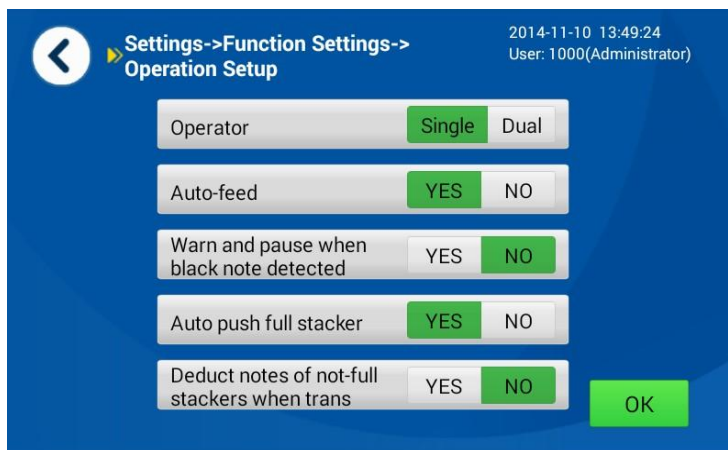 Settings->Function Settings->
Operation Setup
2014-11-10 13:49:24
User: 1000(Administrator)
Operator
Single Dual
Auto-feed
YES NO
Warn and pause when
black note detected
YES NO
Auto push full stacker
YES NO
Deduct notes of not-full
stackers when trans
YES NO
OK